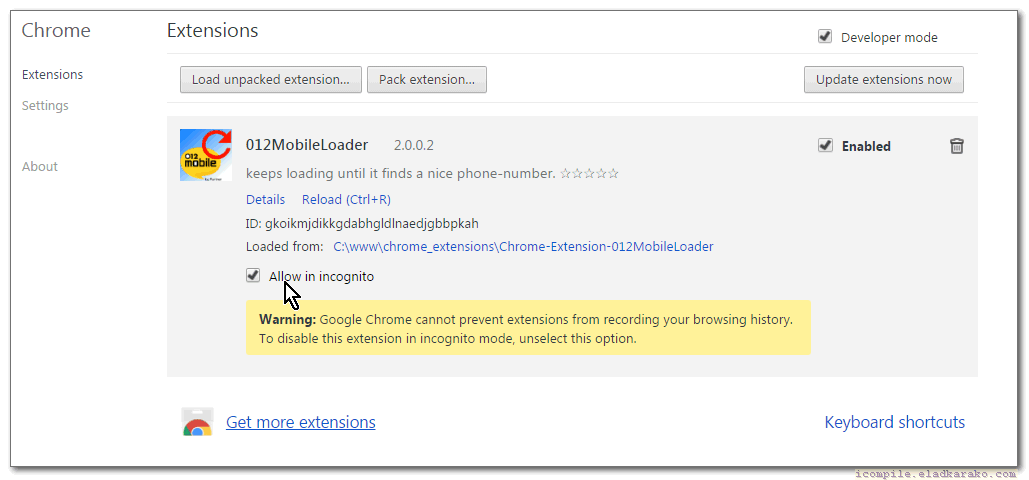 Chrome
Extensions
Developer mode
Extensions
Settings
About
Load unpacked extension...
Pack extension...
Update extensions now
012 mobile
012MobileLoader 2.0.0.2
Enabled
keeps loading until it finds a nice phone-number. ☆☆☆☆☆
Details Reload (Ctrl+R)
ID: gkoikmjdikkgdabhgldlnaedjgbbpkah
Loaded from: C:\www\chrome_extensions\Chrome-Extension-012MobileLoader
Allow in incognito
Warning: Google Chrome cannot prevent extensions from recording your browsing history.
To disable this extension in incognito mode, unselect this option.
Get more extensions
Keyboard shortcuts
icompile.eladkarako.com